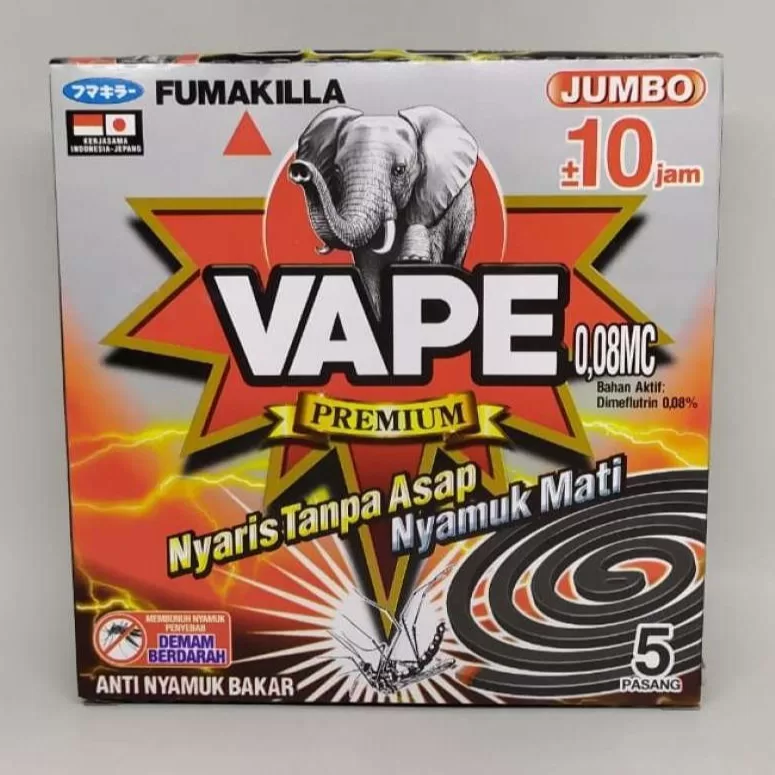 フマキラー FUMAKILLA
KERJASAMA
INDONESIA-JEPANG
JUMBO
±10 jam
VAPE
0,08MC
Bahan Aktif:
Dimeflutrin 0,08%
PREMIUM
Nyaris Tanpa Asap
Nyamuk Mati
MEMBUNUH NYAMUK
PENYEBAB
DEMAM
BERDARAH
ANTI NYAMUK BAKAR
5
PASANG